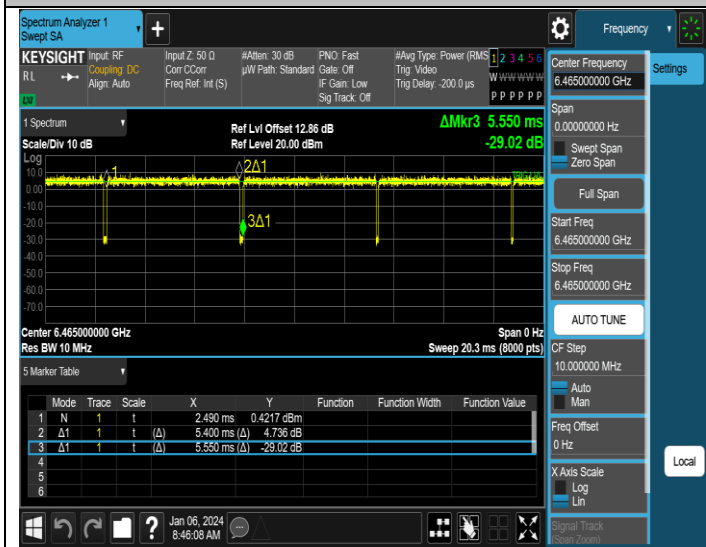 Spectrum Analyzer 1
Swept SA
+
Frequency
KEYSIGHT
RL
LXI
Input: RF
Coupling: DC
Align: Auto
Input Z: 50 Ω
Corr CCorr
Freq Ref: Int (S)
#Atten: 30 dB
µW Path: Standard
PNO: Fast
Gate: Off
IF Gain: Low
Sig Track: Off
#Avg Type: Power (RMS
Trig: Video
Trig Delay: -200.0 µs
1 2 3 4 5 6
W W W W W W
P P P P P P
1 Spectrum
Scale/Div 10 dB
Ref Lvl Offset 12.86 dB
Ref Level 20.00 dBm
ΔMkr3 5.550 ms
-29.02 dB
Log
10.0
0.00
-10.0
-20.0
-30.0
-40.0
-50.0
-60.0
-70.0
1
2Δ1
3Δ1
Center 6.465000000 GHz
Res BW 10 MHz
Span 0 Hz
Sweep 20.3 ms (8000 pts)
5 Marker Table
Mode Trace Scale X Y Function Function Width Function Value
1 N 1 t 2.490 ms 0.4217 dBm
2 Δ1 1 t (Δ) 5.400 ms (Δ) 4.736 dB
3 Δ1 1 t (Δ) 5.550 ms (Δ) -29.02 dB
4
5
6
Center Frequency
6.465000000 GHz
Span
0.00000000 Hz
Swept Span
Zero Span
Full Span
Start Freq
6.465000000 GHz
Stop Freq
6.465000000 GHz
AUTO TUNE
CF Step
10.000000 MHz
Auto
Man
Freq Offset
0 Hz
X Axis Scale
Log
Lin
Signal Track
(Span Zoom)
Settings
Local
?
Jan 06, 2024
8:46:08 AM